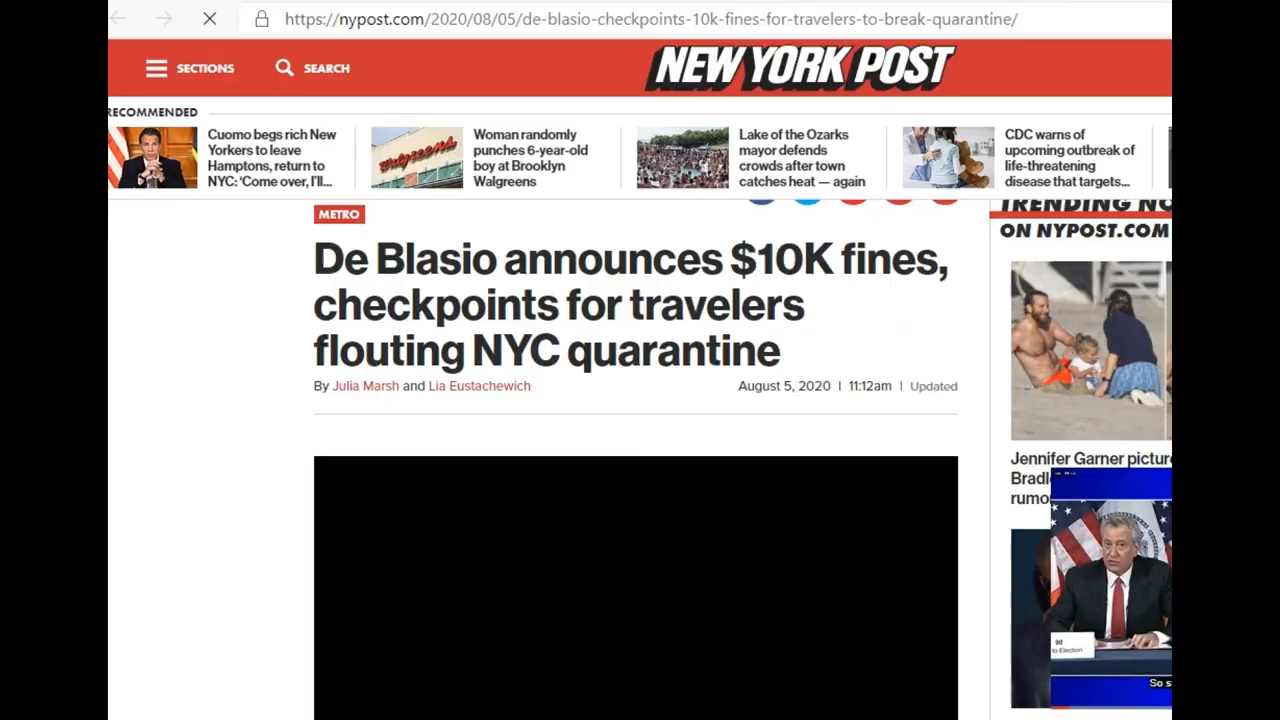 https://nypost.com/2020/08/05/de-blasio-checkpoints-10k-fines-for-travelers-to-break-quarantine/
SECTIONS
SEARCH
NEW YORK POST
RECOMMENDED
Cuomo begs rich New
Yorkers to leave
Hamptons, return to
NYC: ‘Come over, I'll...
Walgreens
Woman randomly
punches 6-year-old
boy at Brooklyn
Walgreens
Lake of the Ozarks
mayor defends
crowds after town
catches heat — again
CDC warns of
upcoming outbreak of
life-threatening
disease that targets...
METRO
De Blasio announces $10K fines,
checkpoints for travelers
flouting NYC quarantine
By Julia Marsh and Lia Eustachewich
August 5, 2020 | 11:12am | Updated
TRENDING NO
ON NYPOST.COM
Jennifer Garner picture
Bradl
rumo
90
to Election
So s